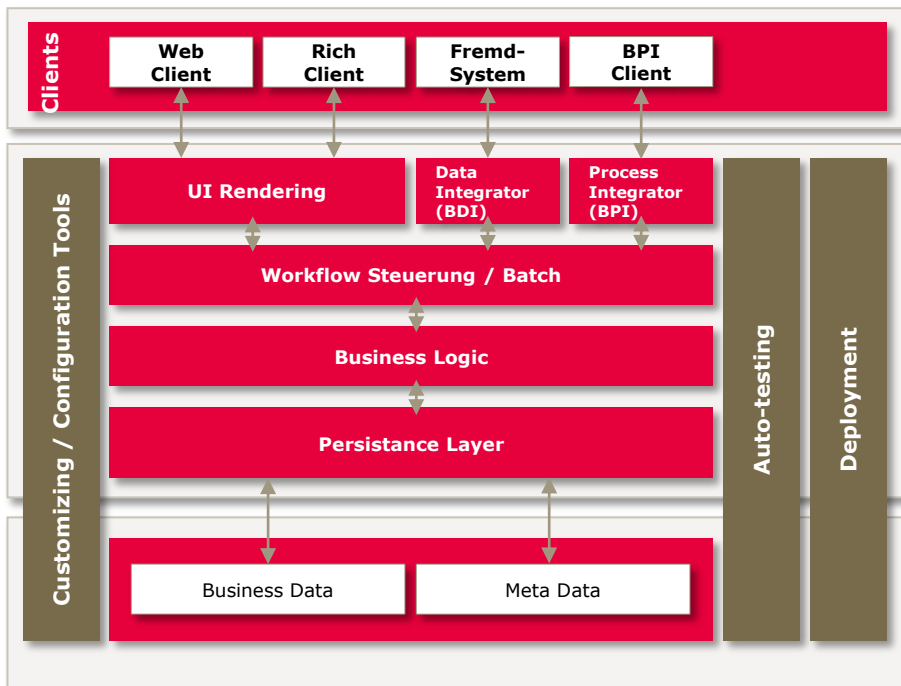 Clients
Web
Client
Rich
Client
Fremd-
System
BPI
Client
Customizing / Configuration Tools
UI Rendering
Data
Integrator
(BDI)
Process
Integrator
(BPI)
Workflow Steuerung / Batch
Business Logic
Persistance Layer
Business Data
Meta Data
Auto-testing
Deployment